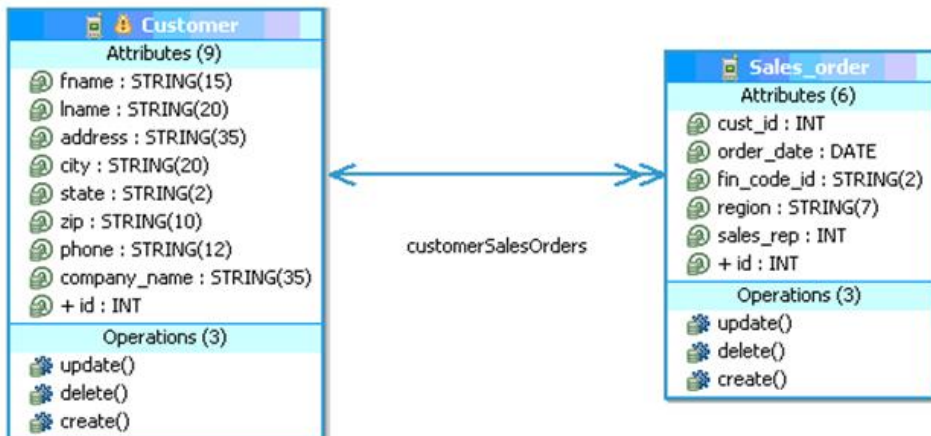 Customer
Attributes (9)
fname : STRING(15)
lname : STRING(20)
address : STRING(35)
city : STRING(20)
state : STRING(2)
zip : STRING(10)
phone : STRING(12)
company_name : STRING(35)
+ id : INT
Operations (3)
update()
delete()
create()
customerSalesOrders
Sales_order
Attributes (6)
cust_id : INT
order_date : DATE
fin_code_id : STRING(2)
region : STRING(7)
sales_rep : INT
+ id : INT
Operations (3)
update()
delete()
create()